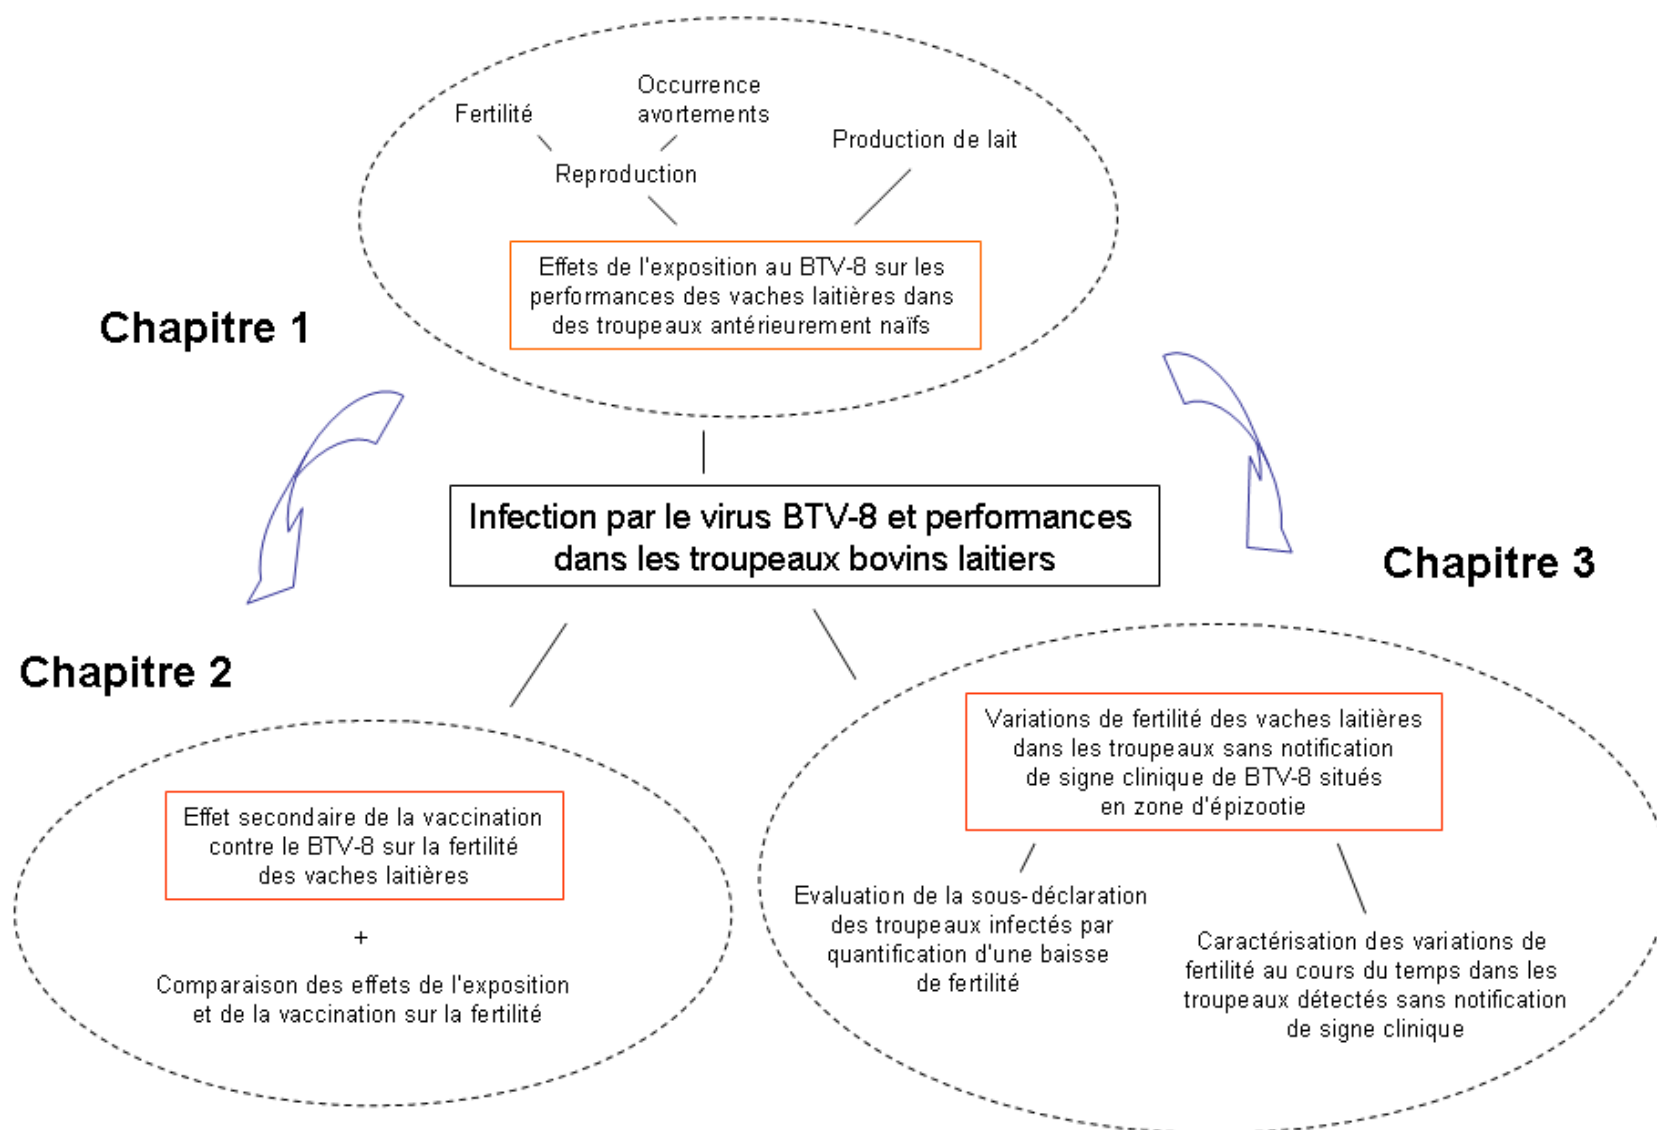 Occurrence
avortements
Fertilité
Production de lait
Reproduction
Effets de l'exposition au BTV-8 sur les
performances des vaches laitières dans
des troupeaux antérieurement naïfs
Chapitre 1
Infection par le virus BTV-8 et performances
dans les troupeaux bovins laitiers
Chapitre 3
Chapitre 2
Effet secondaire de la vaccination
contre le BTV-8 sur la fertilité
des vaches laitières
+
Comparaison des effets de l'exposition
et de la vaccination sur la fertilité
Variations de fertilité des vaches laitières
dans les troupeaux sans notification
de signe clinique de BTV-8 situés
en zone d'épizootie
Evaluation de la sous-déclaration
des troupeaux infectés par
quantification d'une baisse
de fertilité
Caractérisation des variations de
fertilité au cours du temps dans les
troupeaux détectés sans notification
de signe clinique